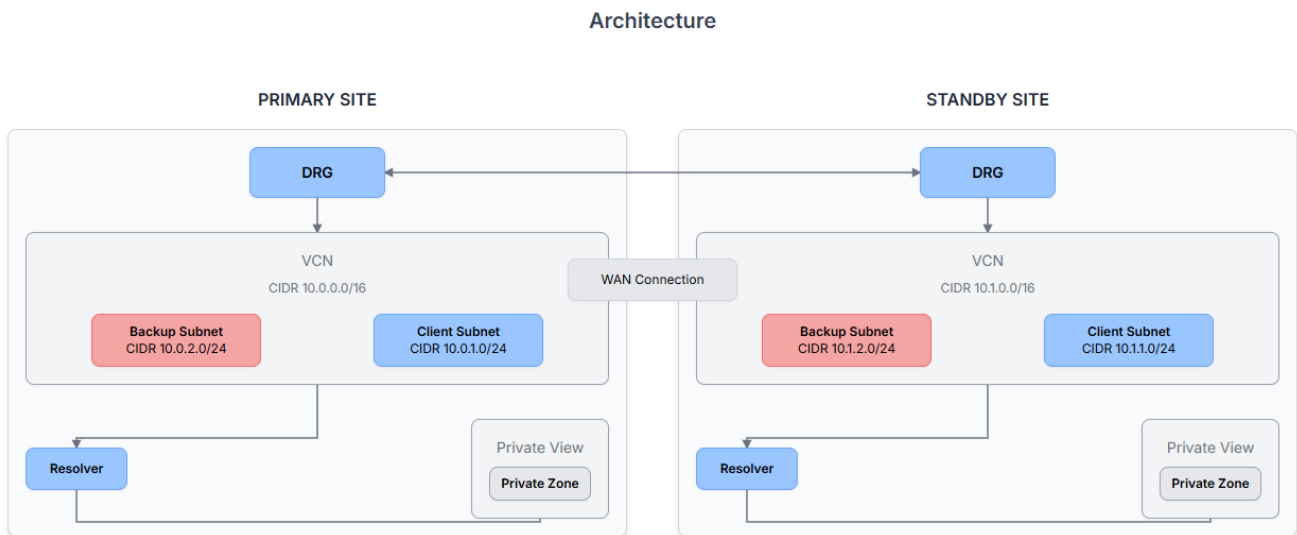 Architecture
PRIMARY SITE
STANDBY SITE
DRG
DRG
VCN
CIDR 10.0.0.0/16
WAN Connection
VCN
CIDR 10.1.0.0/16
Backup Subnet
CIDR 10.0.2.0/24
Client Subnet
CIDR 10.0.1.0/24
Backup Subnet
CIDR 10.1.2.0/24
Client Subnet
CIDR 10.1.1.0/24
Resolver
Private View
Private Zone
Resolver
Private View
Private Zone